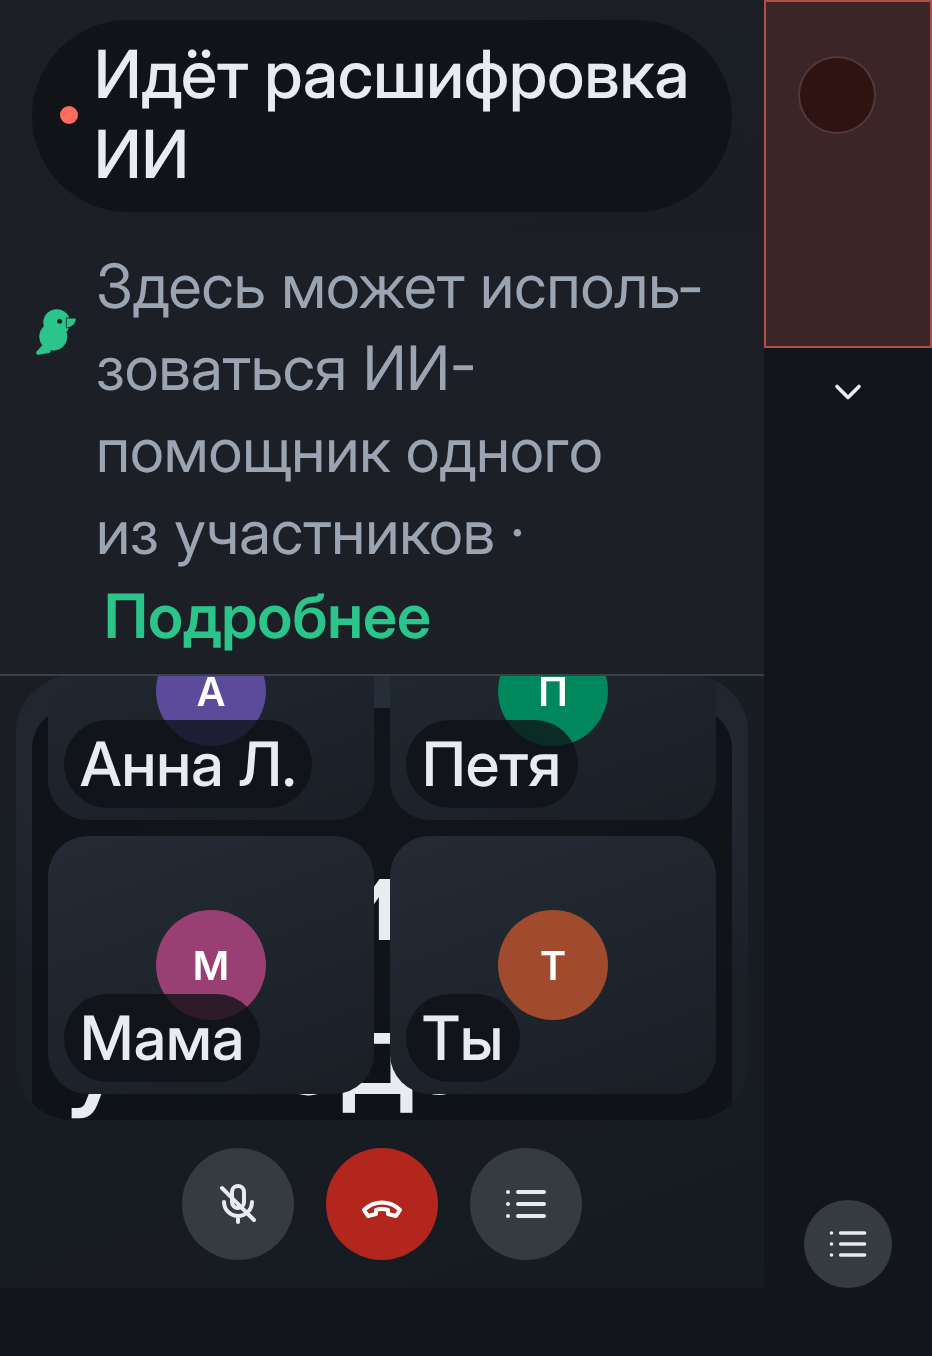 Идёт расшифровка
ИИ
Здесь может исполь-
зоваться ИИ-
помощник одного
из участников ·
Подробнее
А
П
Анна Л.
Петя
М
Т
Мама
Ты